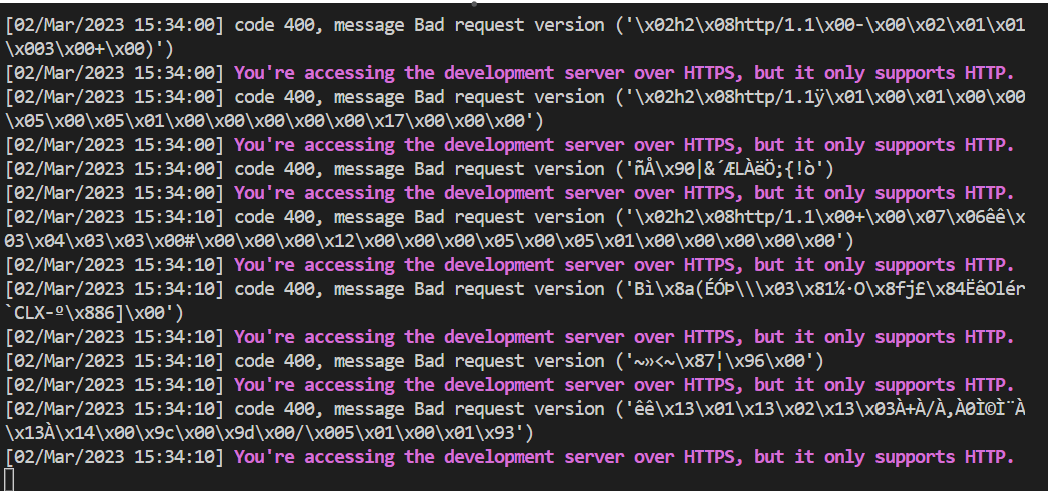 [02/Mar/2023 15:34:00] code 400, message Bad request version ('\x02h2\x08http/1.1\x00-\x00\x02\x01\x01
\x003\x00+\x00)')
[02/Mar/2023 15:34:00] You're accessing the development server over HTTPS, but it only supports HTTP.
[02/Mar/2023 15:34:00] code 400, message Bad request version ('\x02h2\x08http/1.1ÿ\x01\x00\x01\x00\x00
\x05\x00\x05\x01\x00\x00\x00\x00\x00\x17\x00\x00\x00')
[02/Mar/2023 15:34:00] You're accessing the development server over HTTPS, but it only supports HTTP.
[02/Mar/2023 15:34:00] code 400, message Bad request version ('ñÅ\x90|&´ÆLÀëÖ;{!ò')
[02/Mar/2023 15:34:00] You're accessing the development server over HTTPS, but it only supports HTTP.
[02/Mar/2023 15:34:10] code 400, message Bad request version ('\x02h2\x08http/1.1\x00+\x00\x07\x06êê\x
03\x04\x03\x03\x00#\x00\x00\x00\x12\x00\x00\x00\x05\x00\x05\x01\x00\x00\x00\x00\x00')
[02/Mar/2023 15:34:10] You're accessing the development server over HTTPS, but it only supports HTTP.
[02/Mar/2023 15:34:10] code 400, message Bad request version ('Bì\x8a(ÉÓÞ\\\x03\x81¼·O\x8fj£\x84ËêOlér
`CLX-º\x886]\x00')
[02/Mar/2023 15:34:10] You're accessing the development server over HTTPS, but it only supports HTTP.
[02/Mar/2023 15:34:10] code 400, message Bad request version ('~»<~\x87¦\x96\x00')
[02/Mar/2023 15:34:10] You're accessing the development server over HTTPS, but it only supports HTTP.
[02/Mar/2023 15:34:10] code 400, message Bad request version ('êê\x13\x01\x13\x02\x13\x03À+À/À,À0Ì©Ì¨À
\x13À\x14\x00\x9c\x00\x9d\x00/\x005\x01\x00\x01\x93')
[02/Mar/2023 15:34:10] You're accessing the development server over HTTPS, but it only supports HTTP.